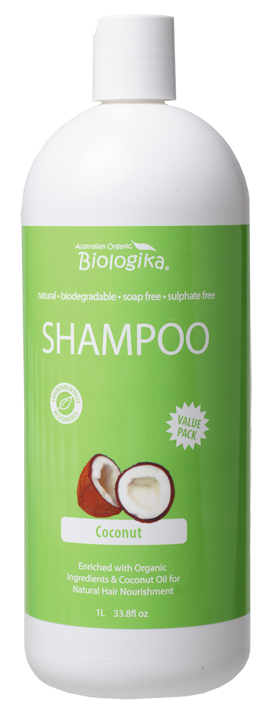 Australian Organic
Biologika®
natural • biodegradable • soap free • sulphate free
SHAMPOO
VALUE
PACK
Coconut
Enriched with Organic
Ingredients & Coconut Oil for
Natural Hair Nourishment
1L 33.8fl oz